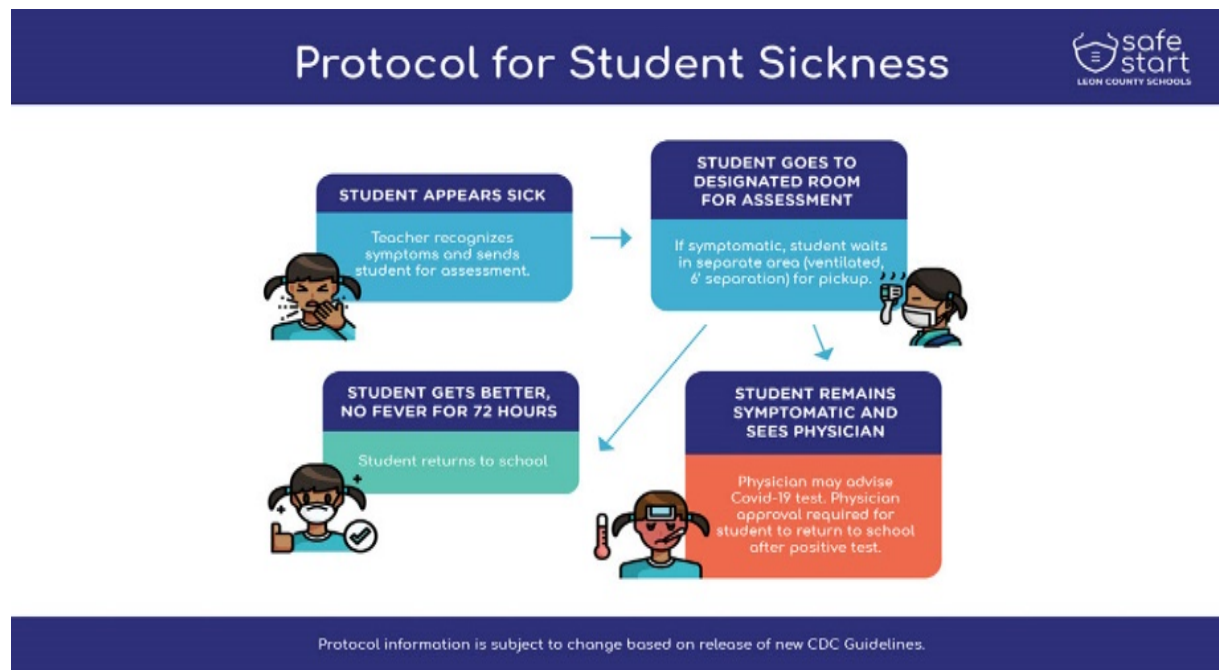 Protocol for Student Sickness
safe
start
LEON COUNTY SCHOOLS
STUDENT APPEARS SICK
Teacher recognizes
symptoms and sends
student for assessment.
STUDENT GOES TO
DESIGNATED ROOM
FOR ASSESSMENT
If symptomatic, student waits
in separate area (ventilated,
6' separation) for pickup.
STUDENT GETS BETTER,
NO FEVER FOR 72 HOURS
Student returns to school
STUDENT REMAINS
SYMPTOMATIC AND
SEES PHYSICIAN
Physician may advise
Covid-19 test. Physician
approval required for
student to return to school
after positive test.
Protocol information is subject to change based on release of new CDC Guidelines.